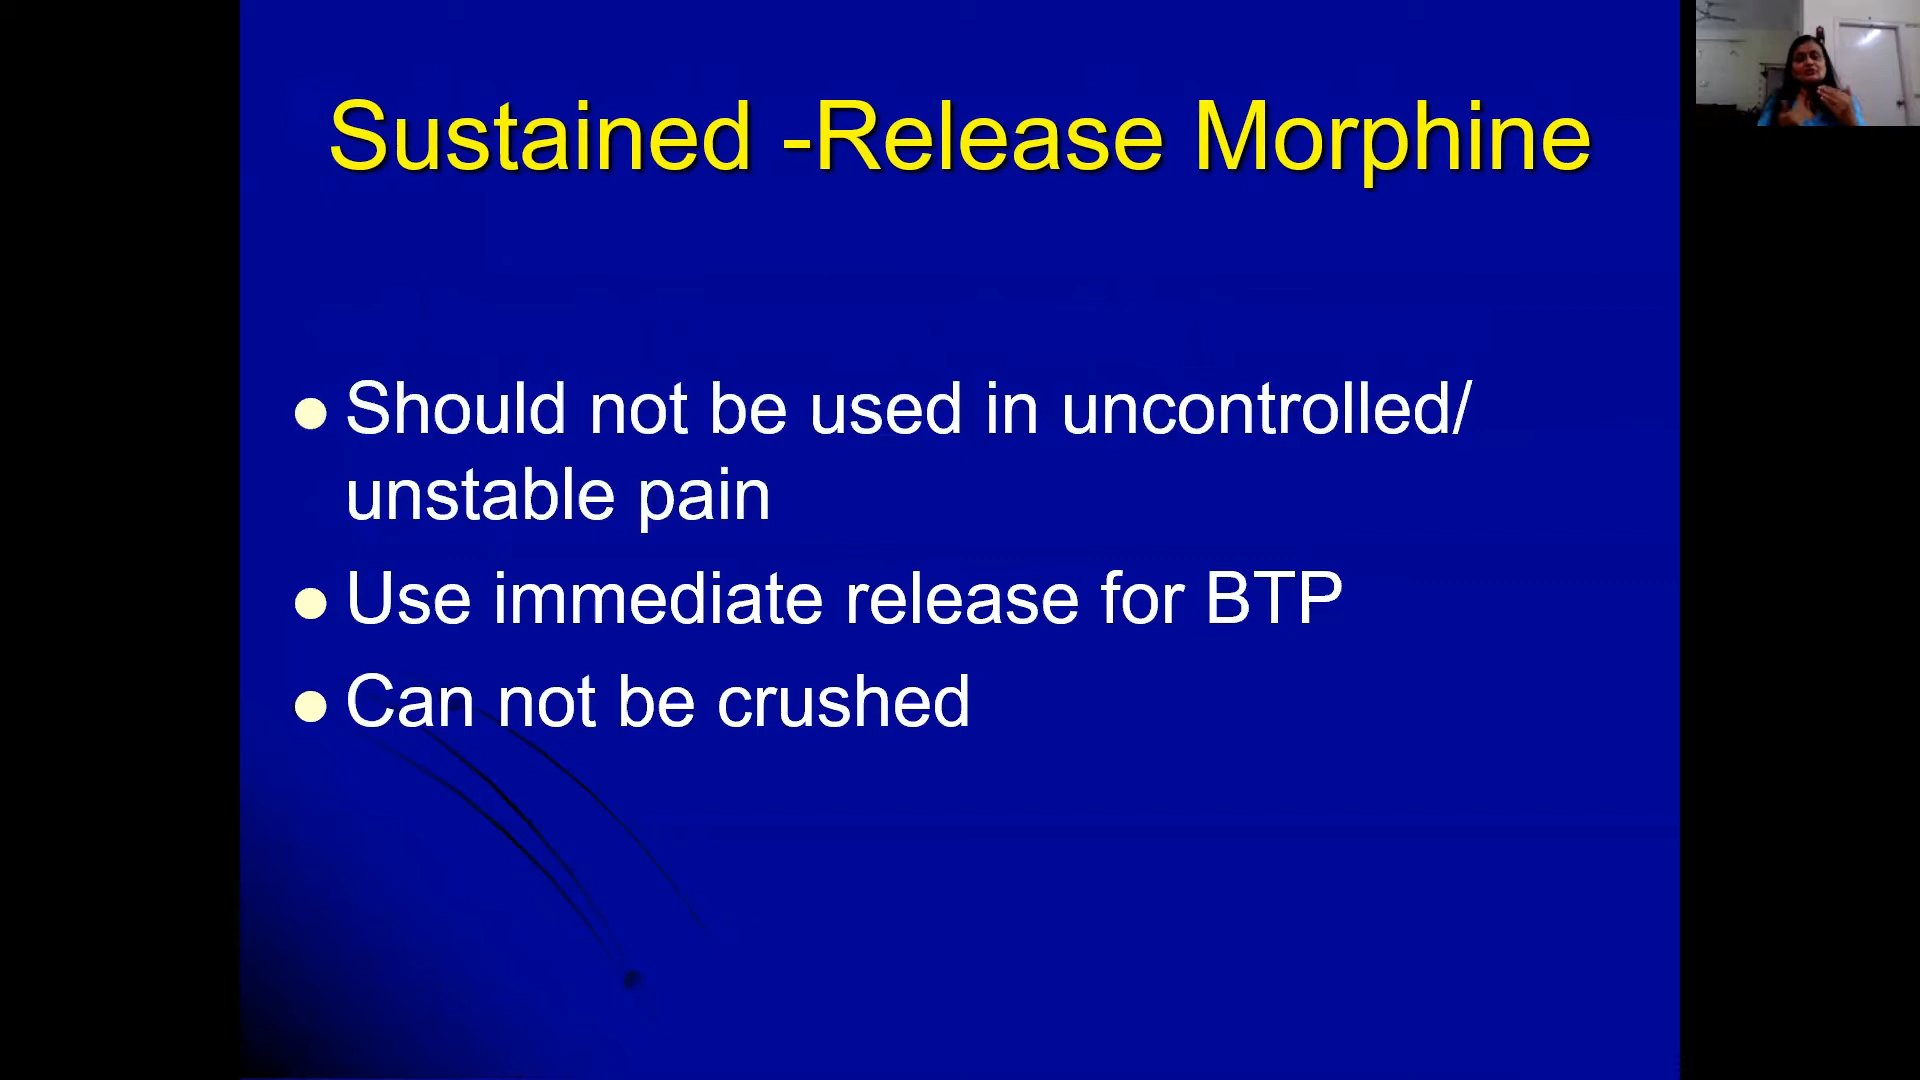 Sustained -Release Morphine
Should not be used in uncontrolled/
unstable pain
Use immediate release for BTP
Can not be crushed